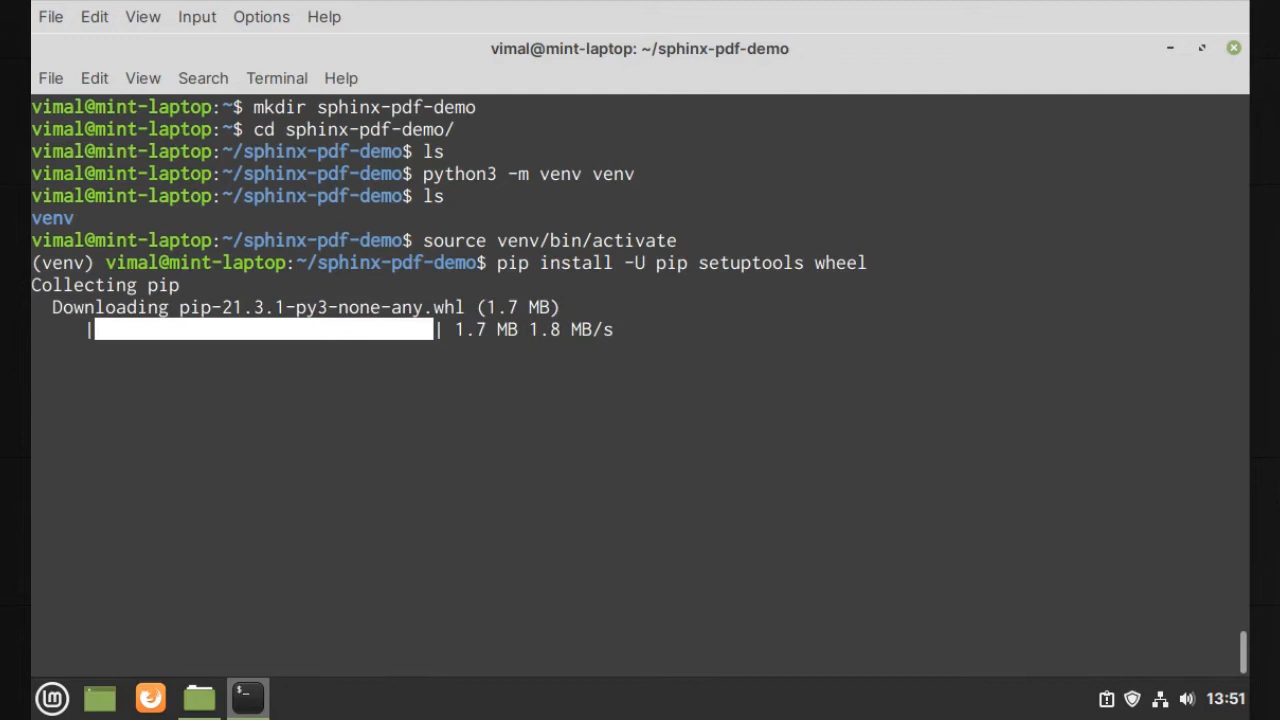 File Edit View Input Options Help
vimal@mint-laptop: ~/sphinx-pdf-demo
File Edit View Search Terminal Help
vimal@mint-laptop:~$ mkdir sphinx-pdf-demo
vimal@mint-laptop:~$ cd sphinx-pdf-demo/
vimal@mint-laptop:~/sphinx-pdf-demo$ ls
vimal@mint-laptop:~/sphinx-pdf-demo$ python3 -m venv venv
vimal@mint-laptop:~/sphinx-pdf-demo$ ls
venv
vimal@mint-laptop:~/sphinx-pdf-demo$ source venv/bin/activate
(venv) vimal@mint-laptop:~/sphinx-pdf-demo$ pip install -U pip setuptools wheel
Collecting pip
  Downloading pip-21.3.1-py3-none-any.whl (1.7 MB)
| | 1.7 MB 1.8 MB/s
13:51